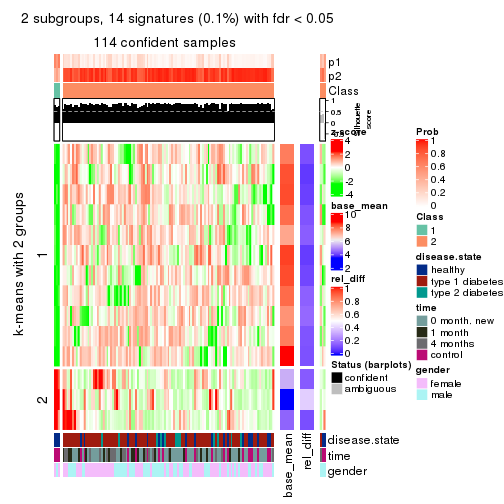 2 subgroups, 14 signatures (0.1%) with fdr < 0.05
114 confident samples
p1
p2
Class
1
0.5
0
-0.5
Silhouette
score
k-means with 2 groups
1
2
base_mean
rel_diff
disease.state
time
gender
z_score
4
2
0
-2
-4
base_mean
10
8
6
4
2
rel_diff
1
0.8
0.6
0.4
0.2
0
Status (barplots)
confident
ambiguous
Prob
1
0.8
0.6
0.4
0.2
0
Class
1
2
disease.state
healthy
type 1 diabetes
type 2 diabetes
time
0 month. new
1 month
4 months
control
gender
female
male